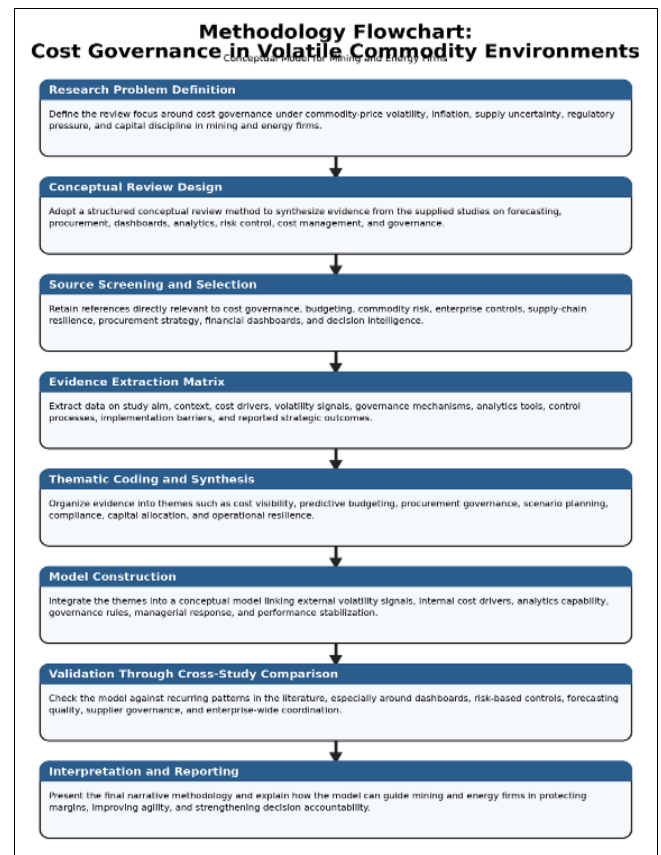 Methodology Flowchart:
Cost Governance in Volatile Commodity Environments
Conceptual Model for Mining and Energy Firms
Research Problem Definition
Define the review focus around cost governance under commodity-price volatility, inflation, supply uncertainty, regulatory
pressure, and capital discipline in mining and energy firms.
Conceptual Review Design
Adopt a structured conceptual review method to synthesize evidence from the supplied studies on forecasting,
procurement, dashboards, analytics, risk control, cost management, and governance.
Source Screening and Selection
Retain references directly relevant to cost governance, budgeting, commodity risk, enterprise controls, supply-chain
resilience, procurement strategy, financial dashboards, and decision intelligence.
Evidence Extraction Matrix
Extract data on study aim, context, cost drivers, volatility signals, governance mechanisms, analytics tools, control
processes, implementation barriers, and reported strategic outcomes.
Thematic Coding and Synthesis
Organize evidence into themes such as cost visibility, predictive budgeting, procurement governance, scenario planning,
compliance, capital allocation, and operational resilience.
Model Construction
Integrate the themes into a conceptual model linking external volatility signals, internal cost drivers, analytics capability,
governance rules, managerial response, and performance stabilization.
Validation Through Cross-Study Comparison
Check the model against recurring patterns in the literature, especially around dashboards, risk-based controls, forecasting
quality, supplier governance, and enterprise-wide coordination.
Interpretation and Reporting
Present the final narrative methodology and explain how the model can guide mining and energy firms in protecting
margins, improving agility, and strengthening decision accountability.